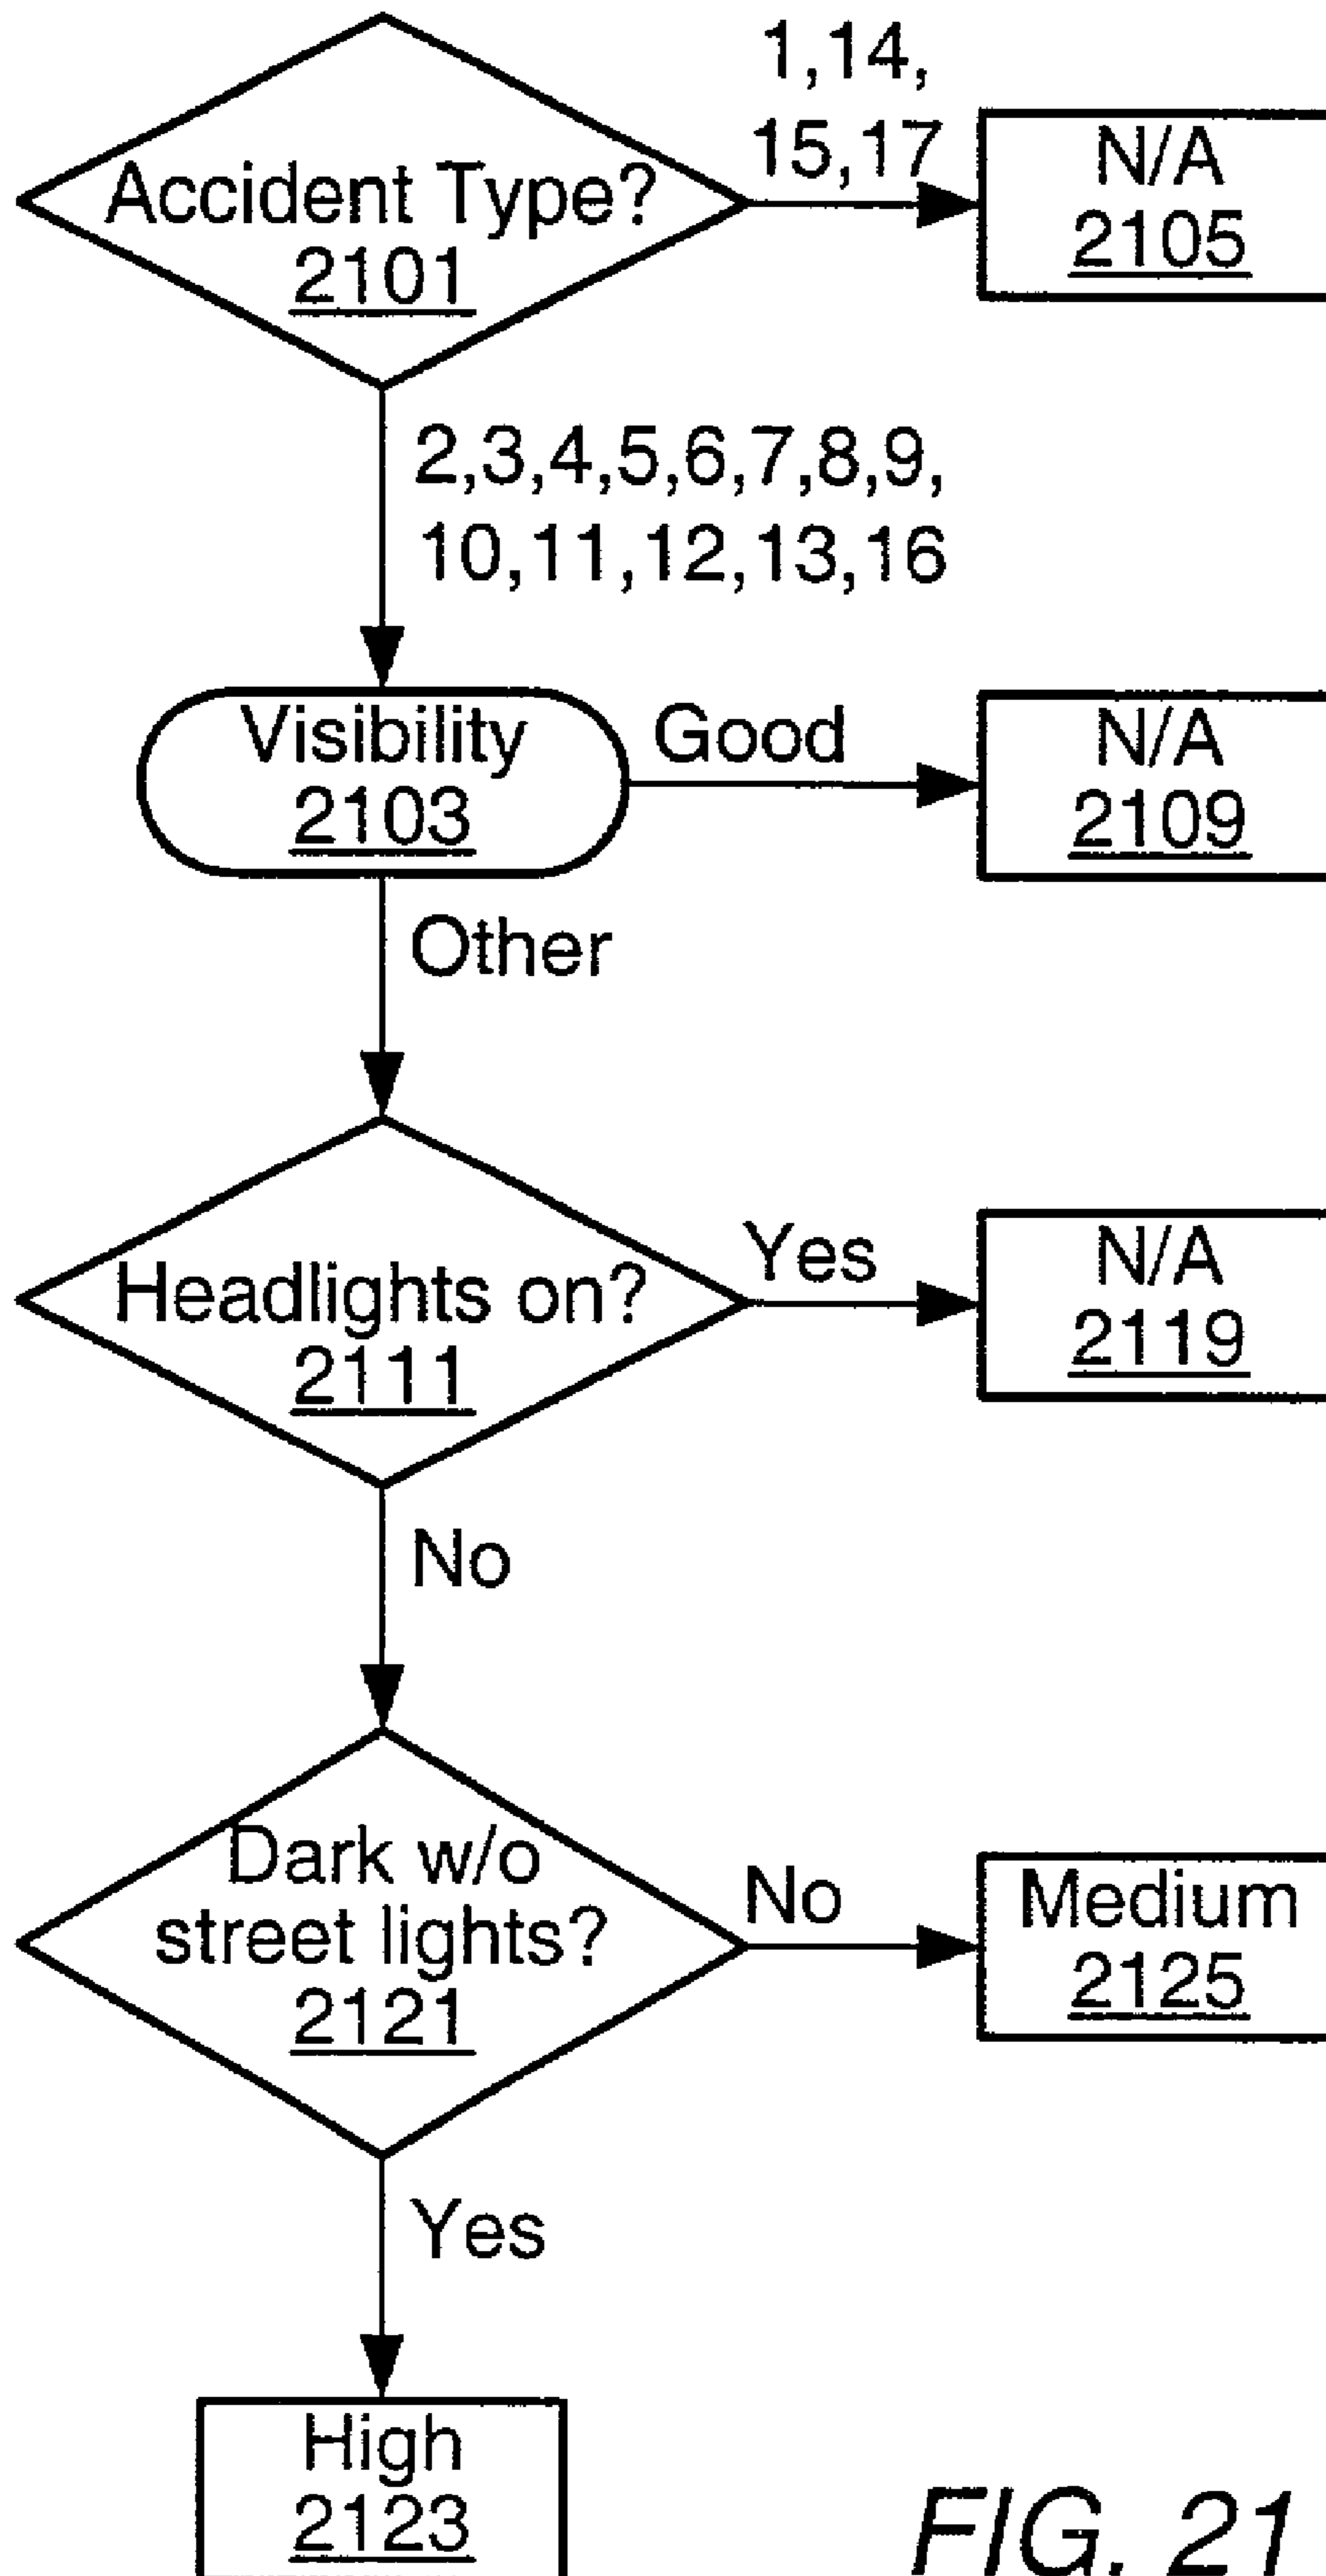 1,14,
15,17
Accident Type?
2101
N/A
2105
2,3,4,5,6,7,8,9,
10,11,12,13,16
Visibility
2103
Good
N/A
2109
Other
Headlights on?
2111
Yes
N/A
2119
No
Dark w/o
street lights?
2121
No
Medium
2125
Yes
High
2123
FIG. 21